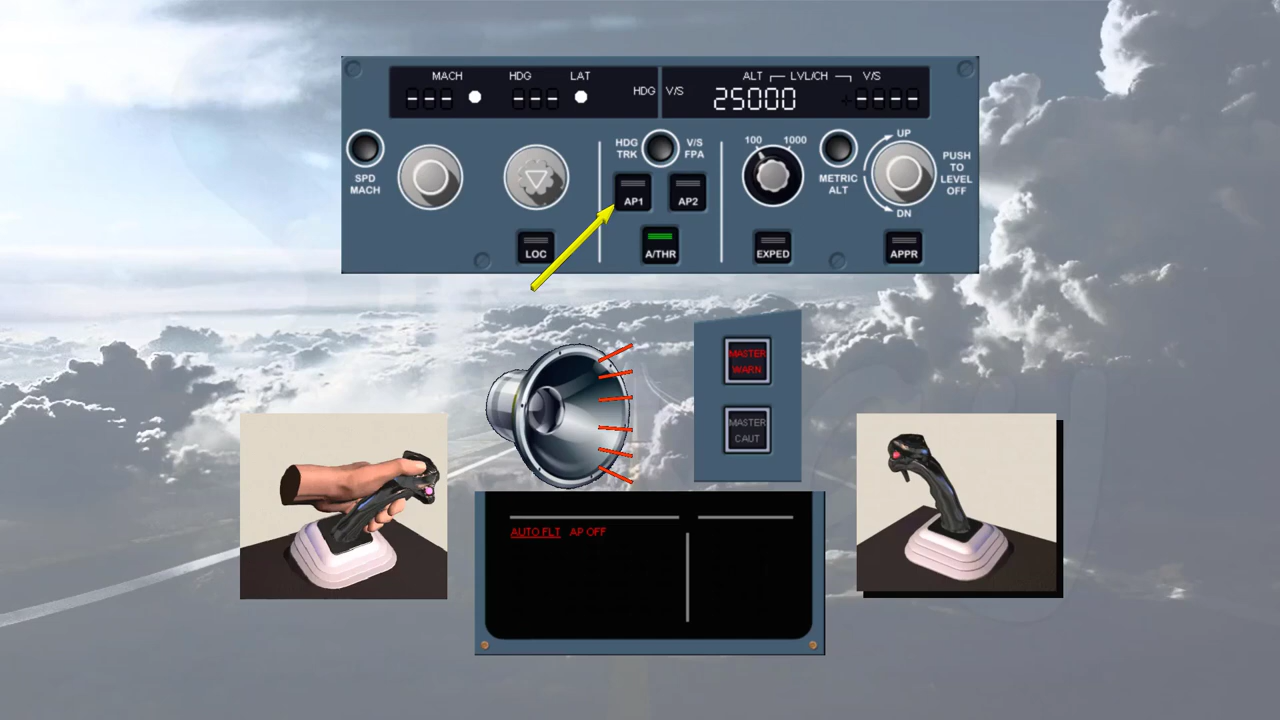 MACH HDG LAT
--- --- HDG V/S
ALT LVL/CH V/S
25000 +----
SPD
MACH
HDG
TRK
V/S
FPA
100 1000
METRIC
ALT
UP
DN
PUSH
TO
LEVEL
OFF
AP1 AP2
LOC A/THR EXPED APPR
MASTER
WARN
MASTER
CAUT
AUTO FLT AP OFF